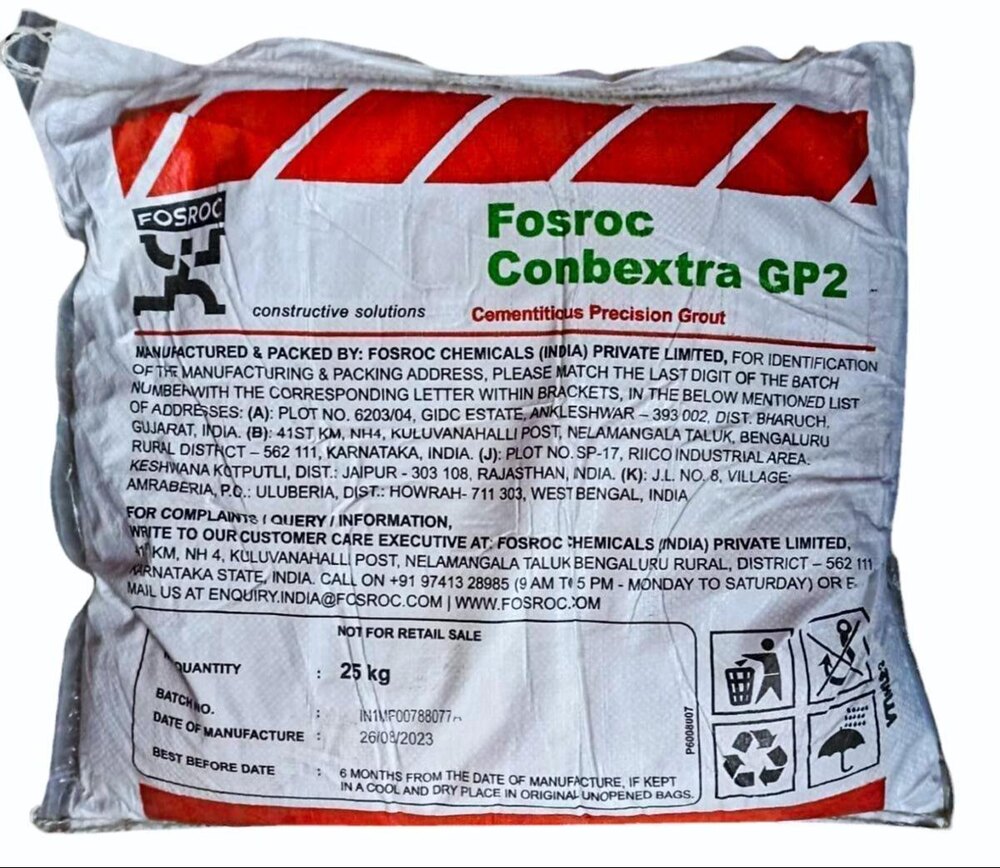 FOSROC
constructive solutions
Fosroc
Conbextra GP2
Cementitious Precision Grout
MANUFACTURED & PACKED BY: FOSROC CHEMICALS (INDIA) PRIVATE LIMITED, FOR IDENTIFICATION
OF THE MANUFACTURING & PACKING ADDRESS, PLEASE MATCH THE LAST DIGIT OF THE BATCH
NUMBER WITH THE CORRESPONDING LETTER WITHIN BRACKETS, IN THE BELOW MENTIONED LIST
OF ADDRESSES: (A): PLOT NO. 6203/04, GIDC ESTATE, ANKLESHWAR – 393 002, DIST. BHARUCH,
GUJARAT, INDIA. (B): 41ST KM, NH4, KULUVANAHALLI POST, NELAMANGALA TALUK, BENGALURU
RURAL DISTRICT – 562 111, KARNATAKA, INDIA. (J): PLOT NO. SP-17, RIICO INDUSTRIAL AREA.
KESHWANA KOTPUTLI, DIST.: JAIPUR - 303 108, RAJASTHAN, INDIA. (K): J.L. NO. 8, VILLAGE:
AMRABERIA, P.O.: ULUBERIA, DIST.: HOWRAH- 711 303, WEST BENGAL, INDIA
FOR COMPLAINTS / QUERY / INFORMATION,
WRITE TO OUR CUSTOMER CARE EXECUTIVE AT: FOSROC CHEMICALS (INDIA) PRIVATE LIMITED,
KM, NH 4, KULUVANAHALLI POST, NELAMANGALA TALUK BENGALURU RURAL, DISTRICT – 562 111
KARNATAKA STATE, INDIA. CALL ON +91 97413 28985 (9 AM TO 5 PM - MONDAY TO SATURDAY) OR E-
MAIL US AT ENQUIRY.INDIA@FOSROC.COM | WWW.FOSROC.COM
NOT FOR RETAIL SALE
QUANTITY : 25 kg
BATCH NO. :
DATE OF MANUFACTURE : 26/08/2023
BEST BEFORE DATE : 6 MONTHS FROM THE DATE OF MANUFACTURE, IF KEPT
IN A COOL AND DRY PLACE IN ORIGINAL UNOPENED BAGS.
P6008007